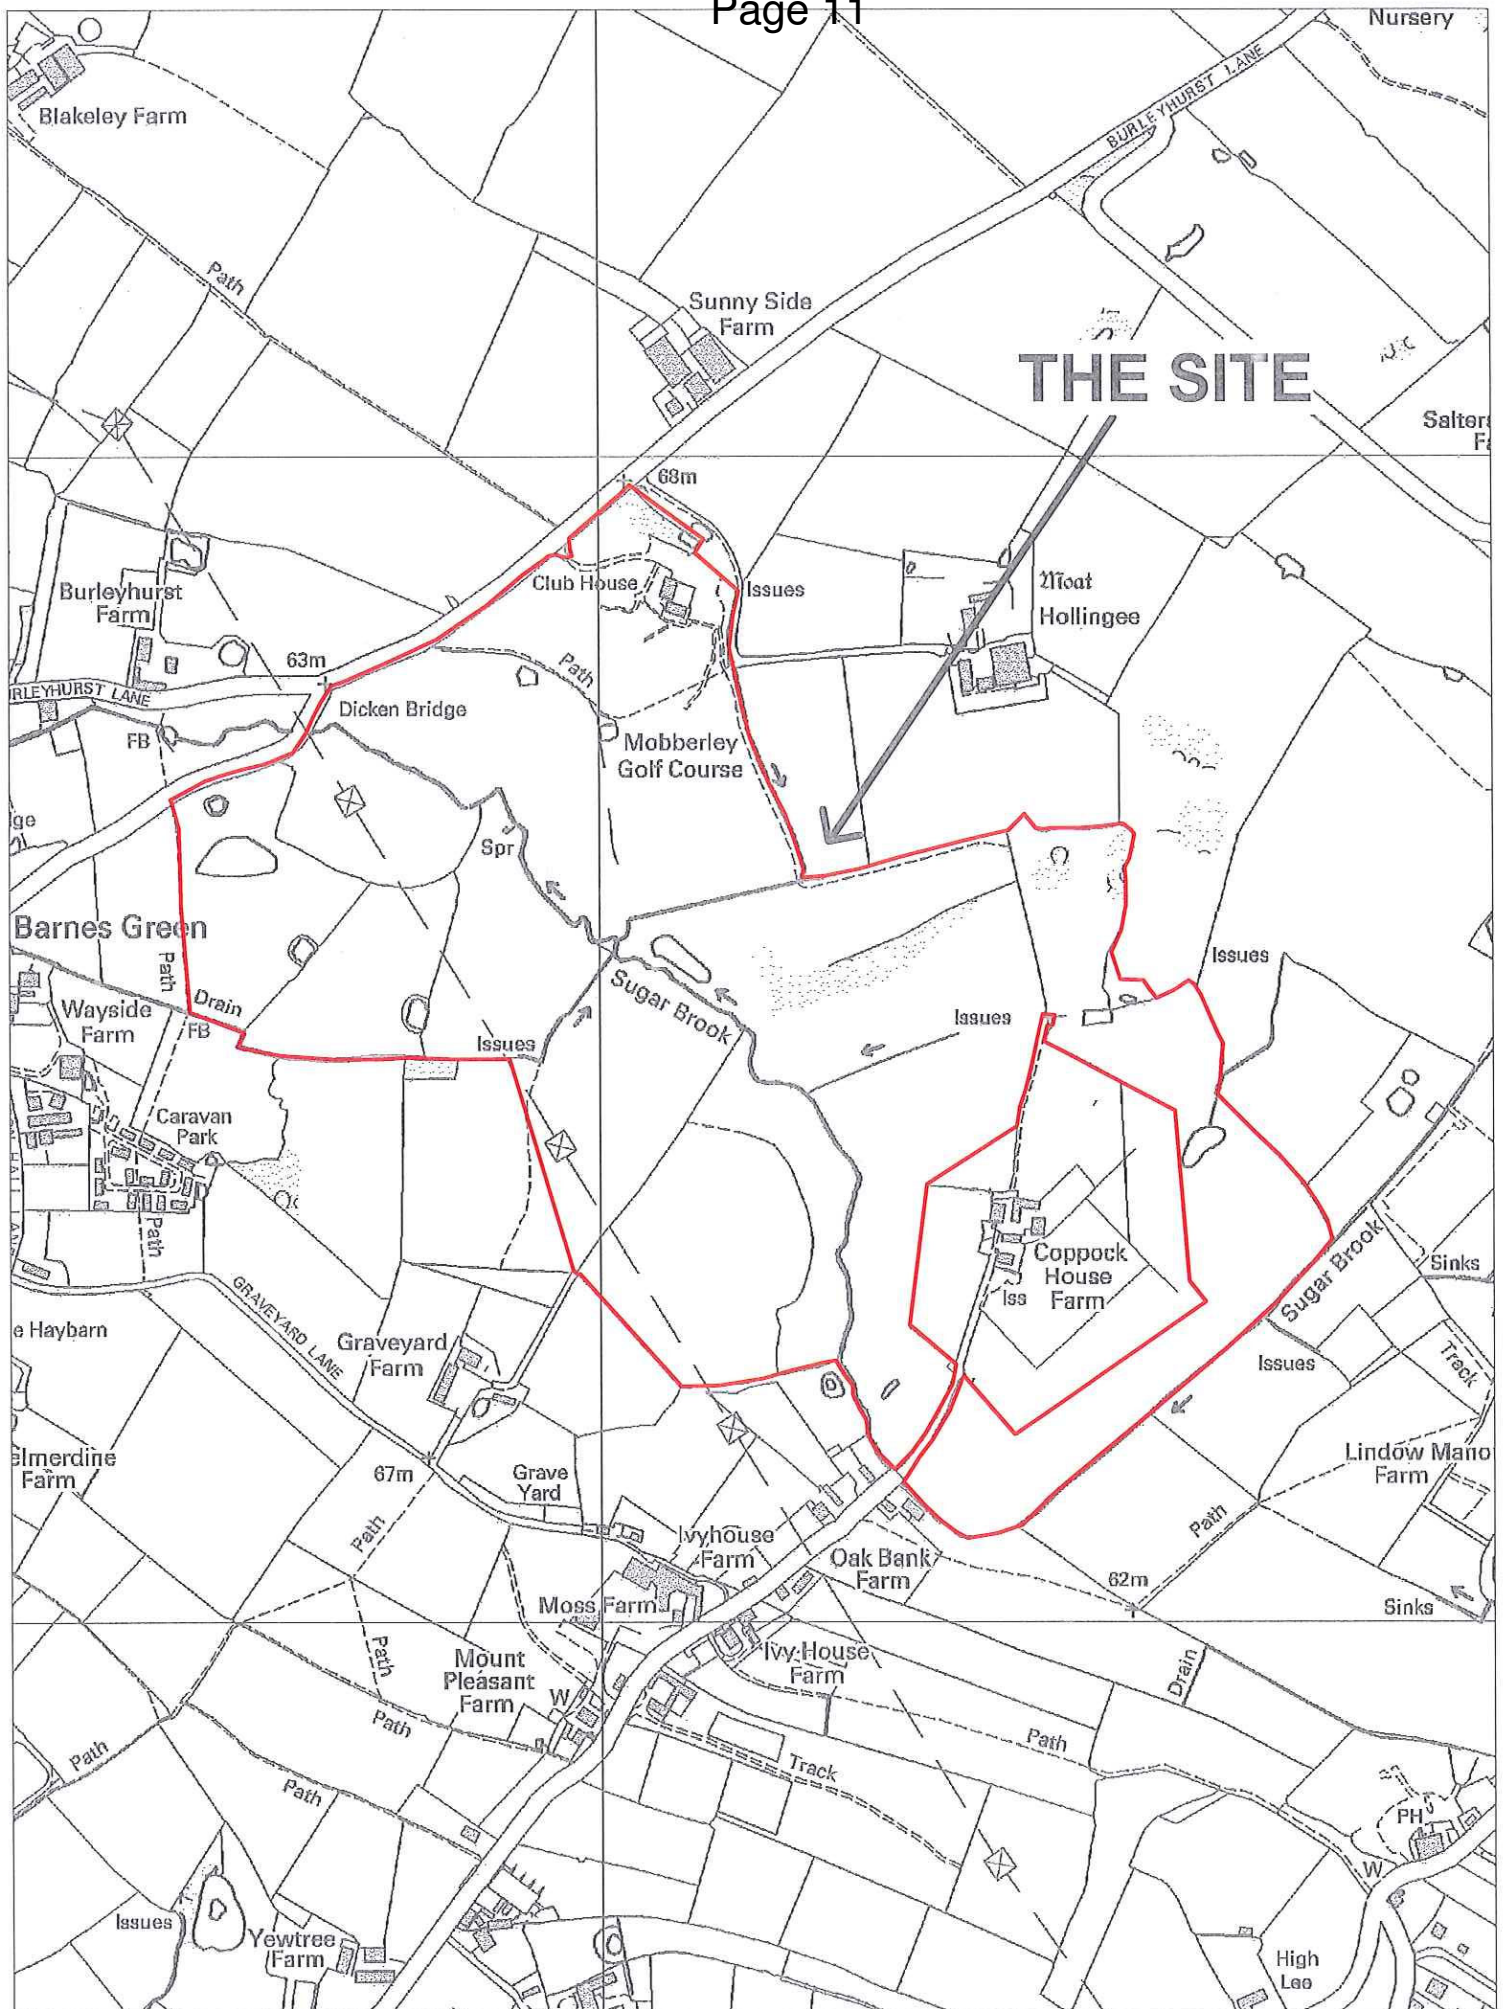 Page 11
Nursery
BURLEYHURST LANE
Blakeley Farm
Path
Sunny Side
Farm
THE SITE
68m
Club House
Issues
Moat
Hollingee
Burleyhurst
Farm
63m
Path
Dicken Bridge
FB
Mobberley
Golf Course
Spr
Barnes Green
Path
Drain
FB
Wayside
Farm
Issues
Sugar Brook
Issues
Issues
Caravan
Park
Path
Coppock
House
Farm
Iss
Sugar Brook
Sinks
Issues
Track
GRAVEYARD LANE
e Haybarn
Graveyard
Farm
elmerdine
Farm
67m
Grave
Yard
Path
Lindow Mano
Farm
Path
Ivyhouse
Farm
Oak Bank
Farm
62m
Sinks
Moss Farm
Path
Mount
Pleasant
Farm
W
Ivy House
Farm
Drain
Path
Path
Path
Path
Track
PH
W
Issues
Yewtree
Farm
High
Lee